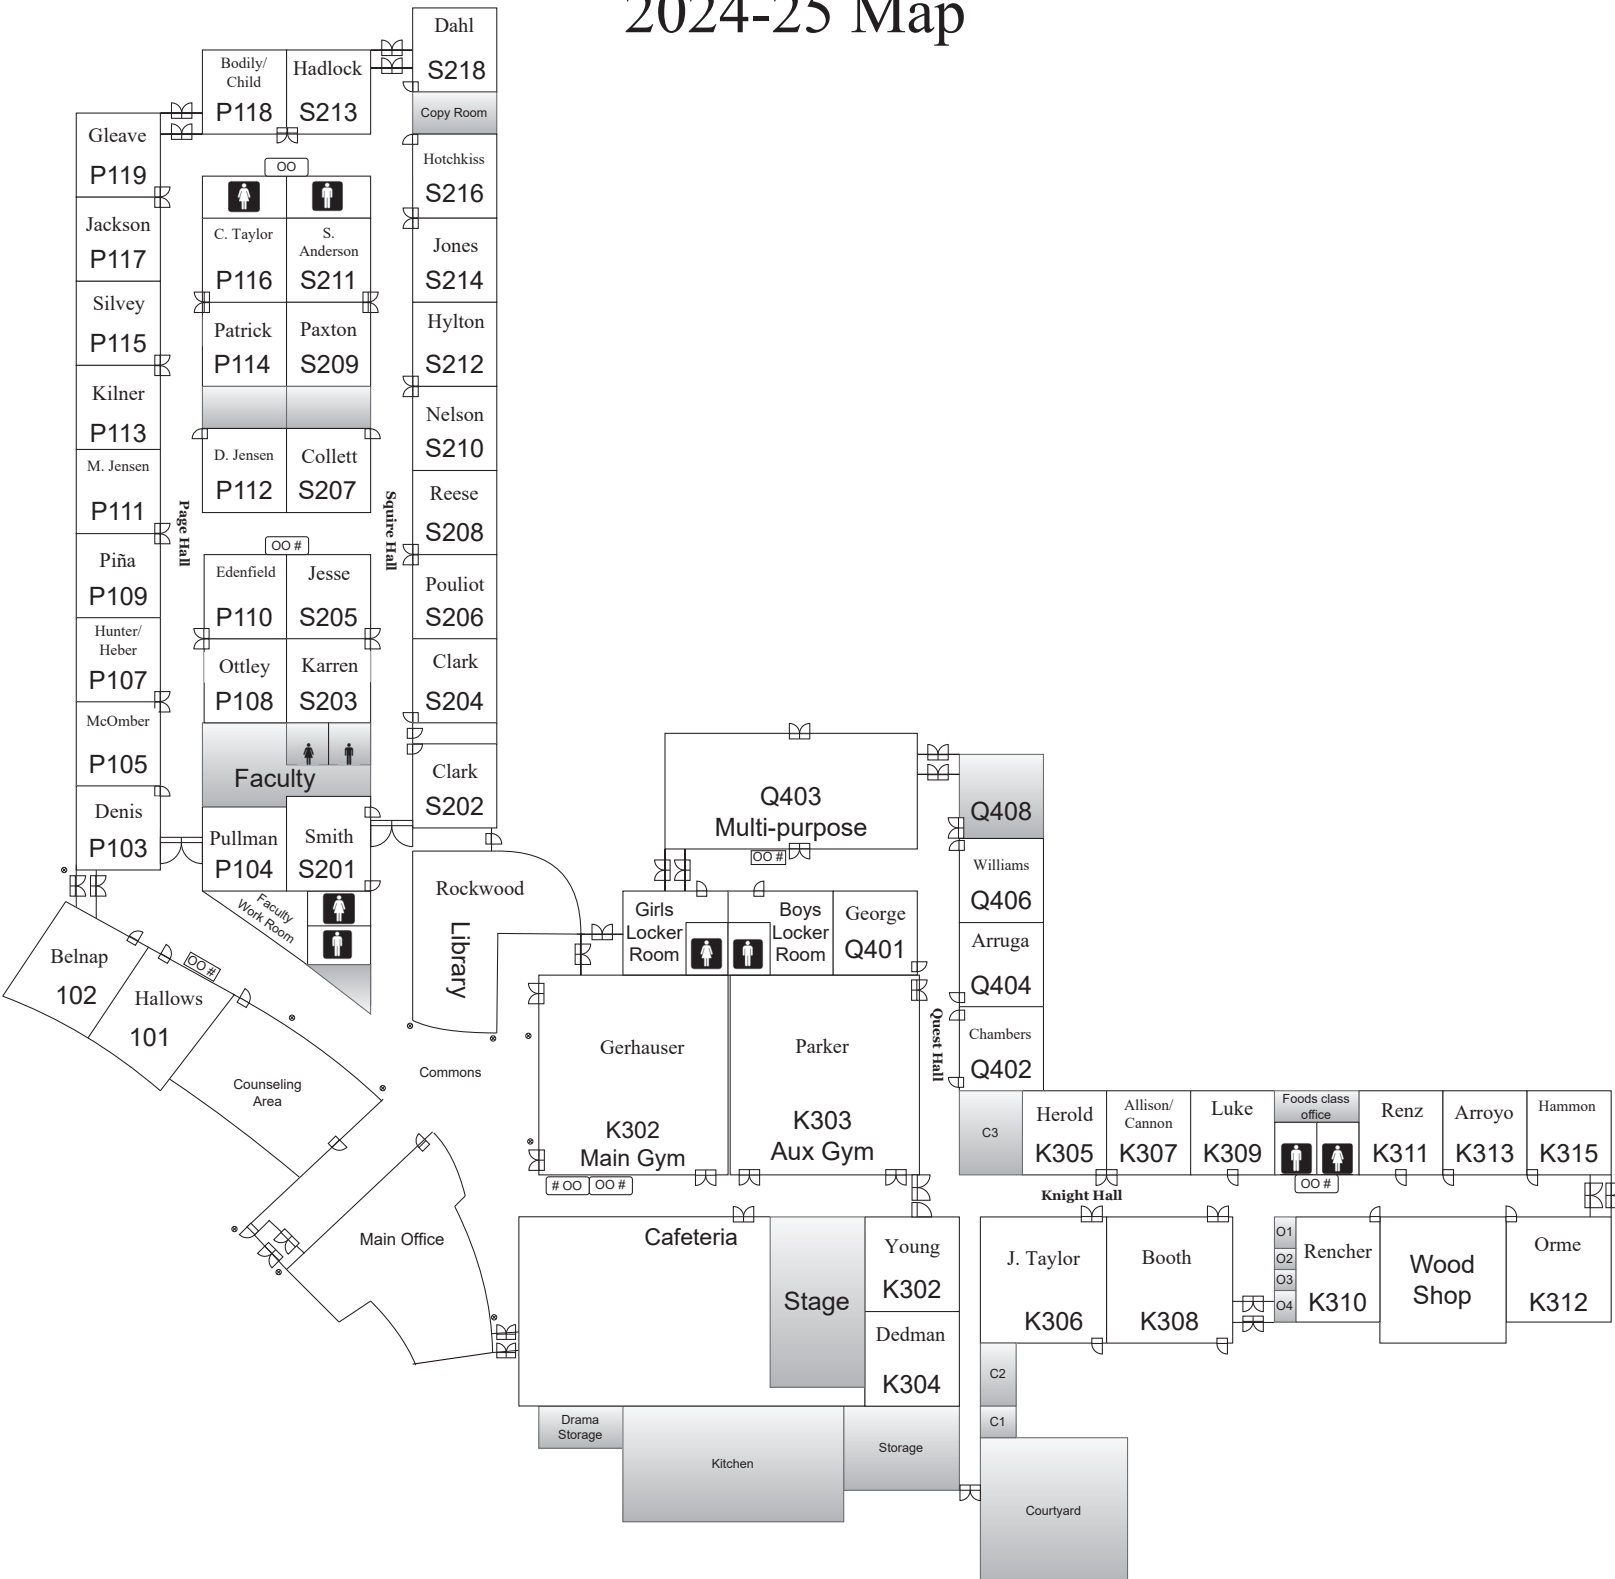 2024-25 Map
Dahl
S218
Bodily/
Child
P118
Hadlock
S213
Copy Room
Gleave
P119
OO
Hotchkiss
S216
Jackson
P117
C. Taylor
P116
S.
Anderson
S211
Jones
S214
Silvey
P115
Patrick
P114
Paxton
S209
Hylton
S212
Kilner
P113
Nelson
S210
M. Jensen
P111
D. Jensen
P112
Collett
S207
Reese
S208
Page Hall
Squire Hall
OO #
Piña
P109
Edenfield
P110
Jesse
S205
Pouliot
S206
Hunter/
Heber
P107
Ottley
P108
Karren
S203
Clark
S204
McOmber
P105
Faculty
Clark
S202
Denis
P103
Pullman
P104
Smith
S201
Q403
Multi-purpose
OO #
Q408
Williams
Q406
Rockwood
Library
Faculty
Work Room
Girls
Locker
Room
Boys
Locker
Room
George
Q401
Arruga
Q404
Belnap
102
OO #
Hallows
101
Counseling
Area
Commons
Gerhauser
K302
Main Gym
Parker
K303
Aux Gym
Quest Hall
Chambers
Q402
C3
Herold
K305
Allison/
Cannon
K307
Luke
K309
Foods class
office
Renz
K311
Arroyo
K313
Hammon
K315
# OO
OO #
OO #
Knight Hall
Main Office
Cafeteria
Stage
Young
K302
Dedman
K304
J. Taylor
K306
Booth
K308
O1
O2
O3
O4
Rencher
K310
Wood
Shop
Orme
K312
C2
C1
Drama
Storage
Kitchen
Storage
Courtyard